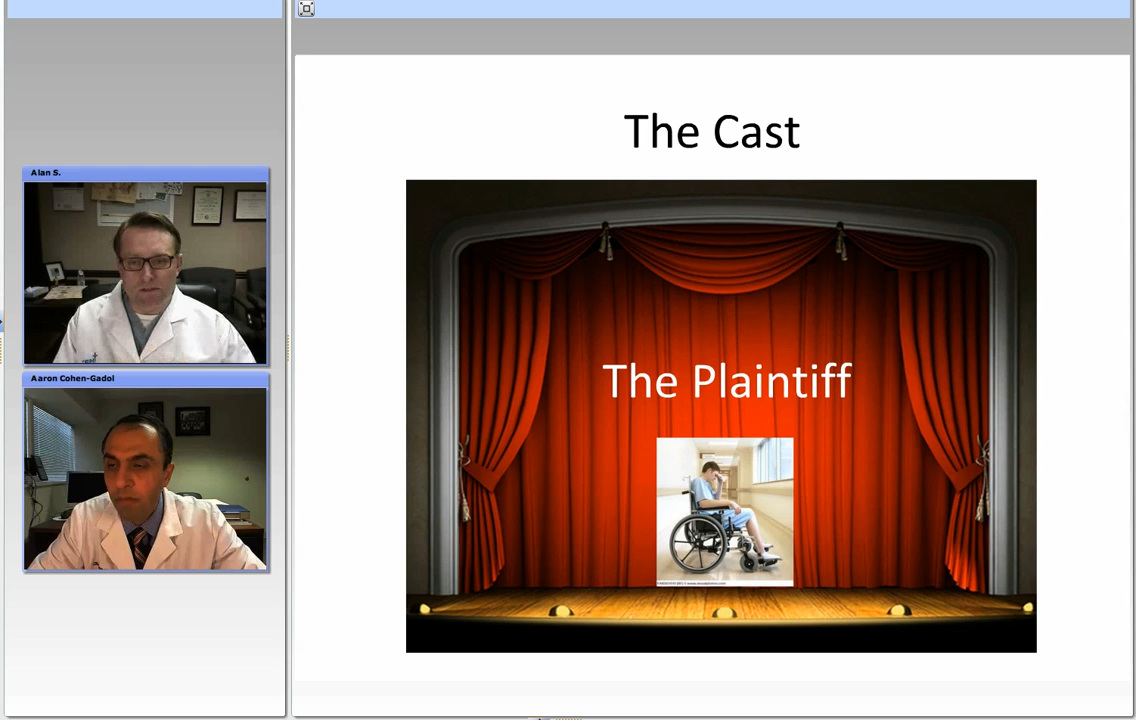 Alan S.
Aaron Cohen-Gadol
The Cast
The Plaintiff